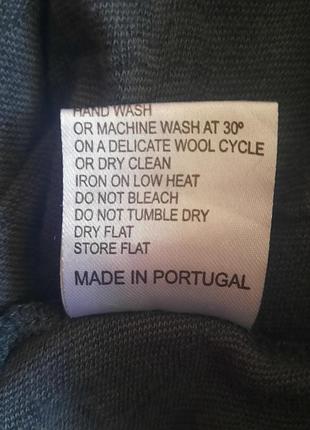 HAND WASH
OR MACHINE WASH AT 30º
ON A DELICATE WOOL CYCLE
OR DRY CLEAN
IRON ON LOW HEAT
DO NOT BLEACH
DO NOT TUMBLE DRY
DRY FLAT
STORE FLAT
MADE IN PORTUGAL